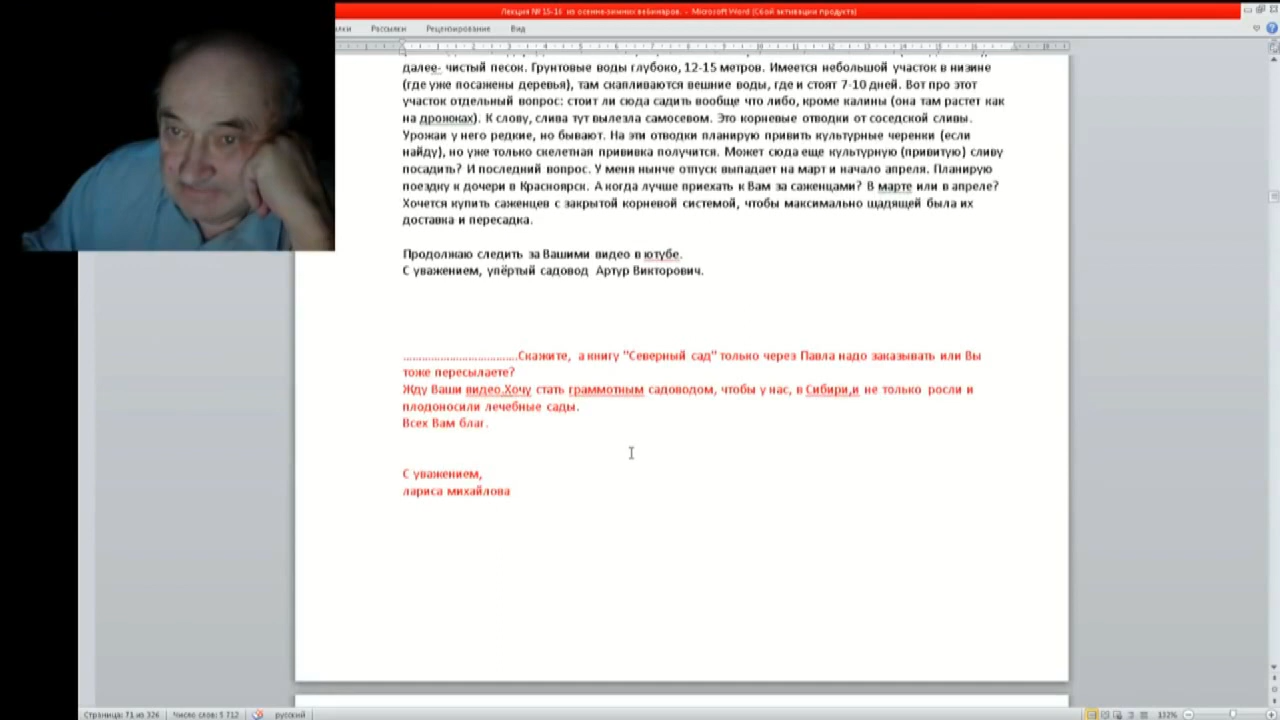 Лекция № 15-16 из осенне-зимних вебинаров. - Microsoft Word (Сбой активации продукта)
Рассылки Рецензирование Вид
далее- чистый песок. Грунтовые воды глубоко, 12-15 метров. Имеется небольшой участок в низине
(где уже посажены деревья), там скапливаются вешние воды, где и стоят 7-10 дней. Вот про этот
участок отдельный вопрос: стоит ли сюда садить вообще что либо, кроме калины (она там растет как
на дрожжах). К слову, слива тут вылезла самосевом. Это корневые отводки от соседской сливы.
Урожаи у него редкие, но бывают. На эти отводки планирую привить культурные черенки (если
найду), но уже только скелетная прививка получится. Может сюда еще культурную (привитую) сливу
посадить? И последний вопрос. У меня нынче отпуск выпадает на март и начало апреля. Планирую
поездку к дочери в Красноярск. А когда лучше приехать к Вам за саженцами? В марте или в апреле?
Хочется купить саженцев с закрытой корневой системой, чтобы максимально щадящей была их
доставка и пересадка.
Продолжаю следить за Вашими видео в ютубе.
С уважением, упёртый садовод Артур Викторович.
....................................Скажите, а книгу "Северный сад" только через Павла надо заказывать или Вы
тоже пересылаете?
Жду Ваши видео,Хочу стать граммотным садоводом, чтобы у нас, в Сибири,и не только росли и
плодоносили лечебные сады.
Всех Вам благ.
С уважением,
лариса михайлова
Страница: 71 из 326 Число слов: 5 712 русский 132%